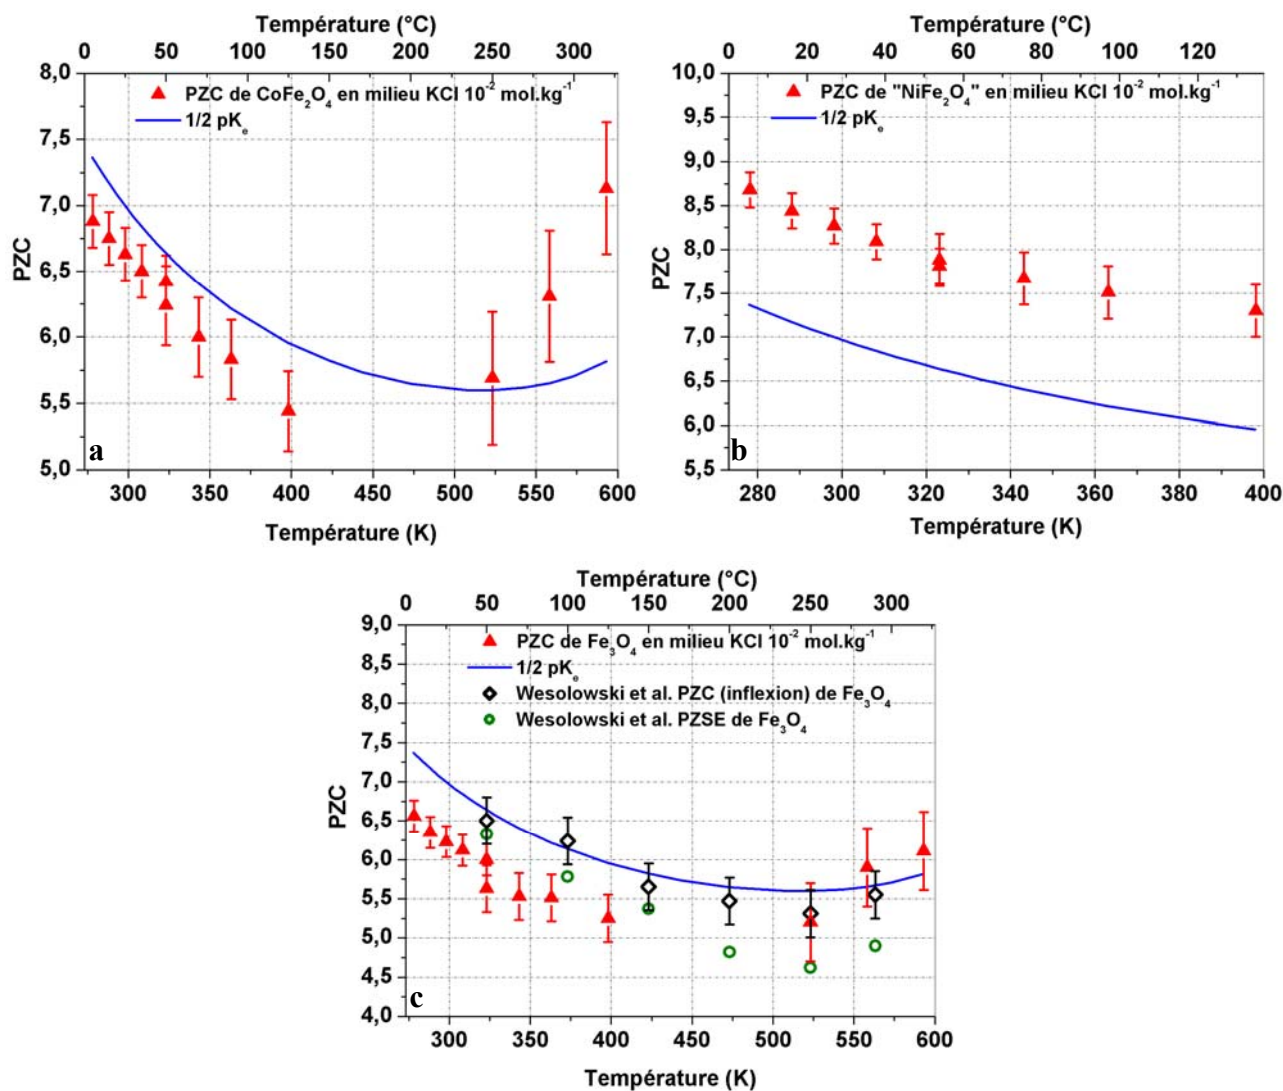 Température (°C)
0 50 100 150 200 250 300
8,0
PZC de CoFe₂O₄ en milieu KCl 10⁻² mol.kg⁻¹
1/2 pKₑ
7,5
7,0
6,5
6,0
5,5
5,0
PZC
a
300 350 400 450 500 550 600
Température (K)
Température (°C)
0 20 40 60 80 100 120
10,0
PZC de "NiFe₂O₄" en milieu KCl 10⁻² mol.kg⁻¹
1/2 pKₑ
9,5
9,0
8,5
8,0
7,5
7,0
6,5
6,0
5,5
PZC
b
280 300 320 340 360 380 400
Température (K)
Température (°C)
0 50 100 150 200 250 300
9,0
PZC de Fe₃O₄ en milieu KCl 10⁻² mol.kg⁻¹
1/2 pKₑ
Wesolowski et al. PZC (inflexion) de Fe₃O₄
Wesolowski et al. PZSE de Fe₃O₄
8,5
8,0
7,5
7,0
6,5
6,0
5,5
5,0
4,5
4,0
PZC
c
300 350 400 450 500 550 600
Température (K)